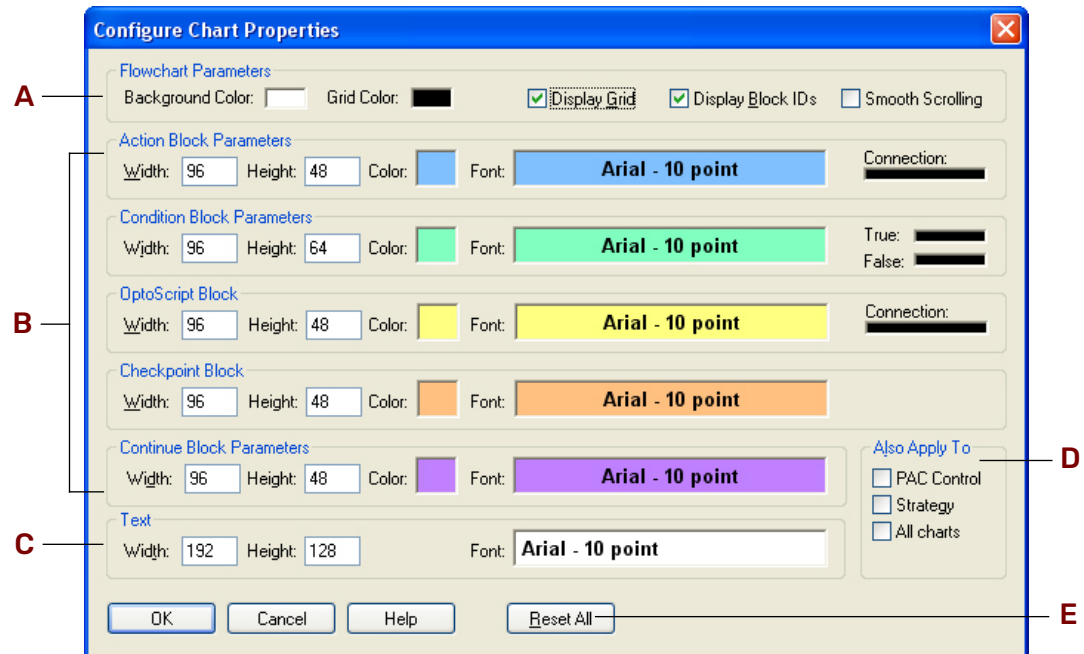 Configure Chart Properties
Flowchart Parameters
A
Background Color: Grid Color: Display Grid Display Block IDs Smooth Scrolling
Action Block Parameters
Width: 96 Height: 48 Color: Font: Arial - 10 point Connection:
Condition Block Parameters
Width: 96 Height: 64 Color: Font: Arial - 10 point True:
False:
B
OptoScript Block
Width: 96 Height: 48 Color: Font: Arial - 10 point Connection:
Checkpoint Block
Width: 96 Height: 48 Color: Font: Arial - 10 point
Continue Block Parameters
Width: 96 Height: 48 Color: Font: Arial - 10 point
Also Apply To
D
PAC Control
Strategy
All charts
Text
C
Width: 192 Height: 128 Font: Arial - 10 point
OK Cancel Help Reset All
E